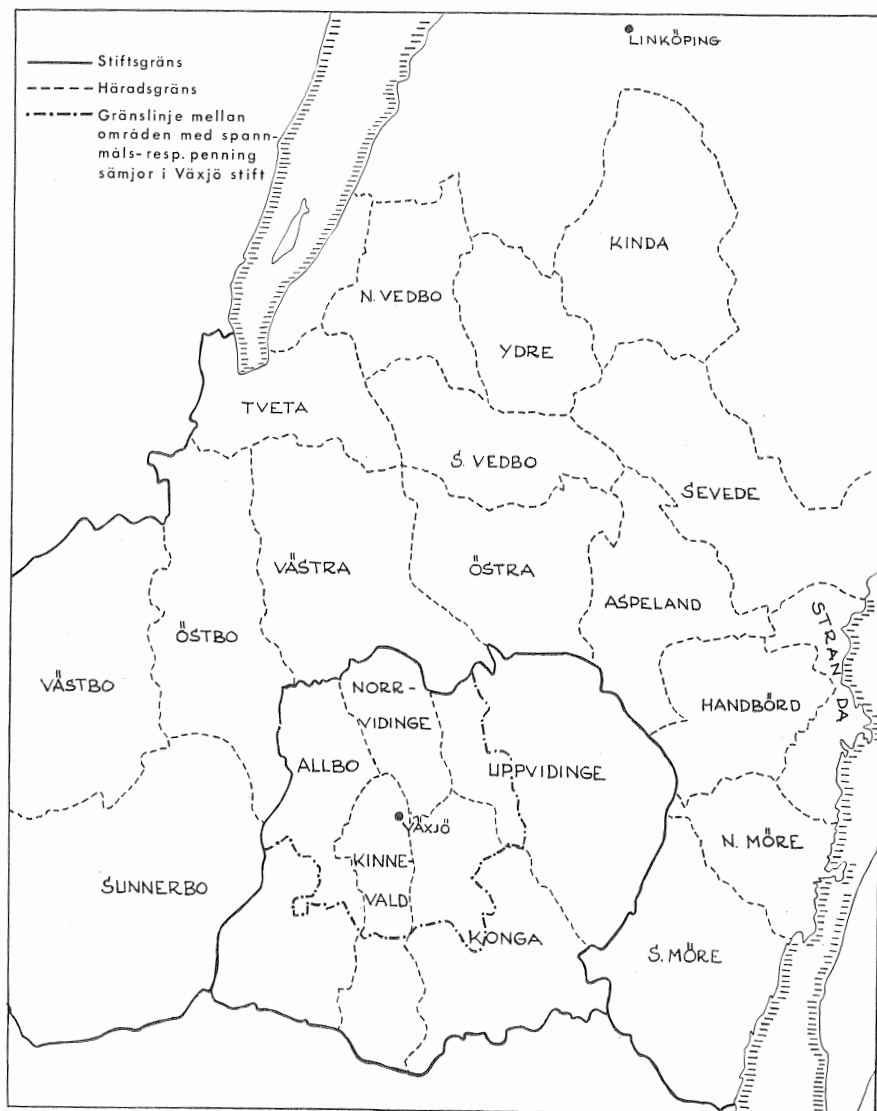 LINKÖPING
Stiftsgräns
Häradsgräns
Gränslinje mellan
områden med spann-
måls- resp. penning
sämjor i Växjö stift
KINDA
N. VEDBO
YDRE
TVETA
S. VEDBO
SEVEDE
VÄSTRA
ÖSTRA
ASPELAND
STRANDA
ÖSTBO
VÄSTBO
NORR-
VIDINGE
HANDBÖRD
ALLBO
UPPVIDINGE
VÄXJÖ
N. MÖRE
KINNE-
VALD
SUNNERBO
KONGA
S. MÖRE